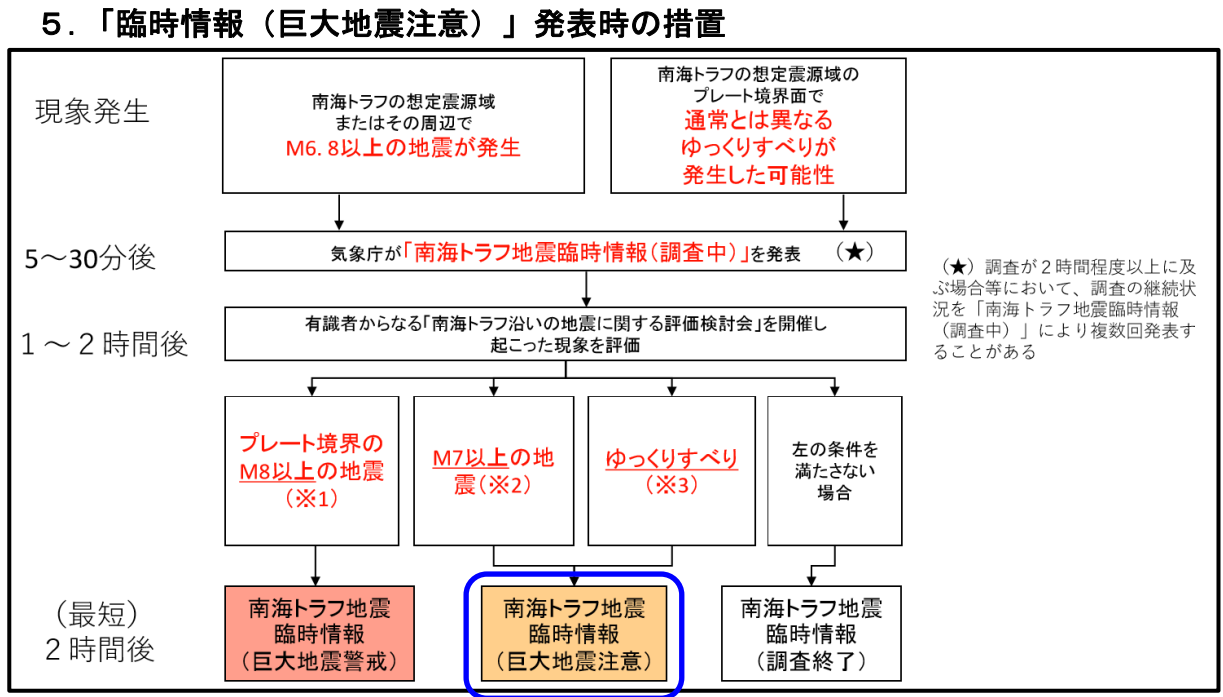 ５．「臨時情報（巨大地震注意）」発表時の措置
現象発生
南海トラフの想定震源域
またはその周辺で
M6. 8以上の地震が発生
南海トラフの想定震源域の
プレート境界面で
通常とは異なる
ゆっくりすべりが
発生した可能性
5～30分後
気象庁が「南海トラフ地震臨時情報（調査中）」を発表　（★）
（★）調査が２時間程度以上に及
ぶ場合等において、調査の継続状
況を「南海トラフ地震臨時情報
（調査中）」により複数回発表す
ることがある
１～２時間後
有識者からなる「南海トラフ沿いの地震に関する評価検討会」を開催し
起こった現象を評価
プレート境界の
M8以上の地震
（※1）
M7以上の地
震（※2）
ゆっくりすべり
（※3）
左の条件を
満たさない
場合
（最短）
２時間後
南海トラフ地震
臨時情報
（巨大地震警戒）
南海トラフ地震
臨時情報
（巨大地震注意）
南海トラフ地震
臨時情報
（調査終了）